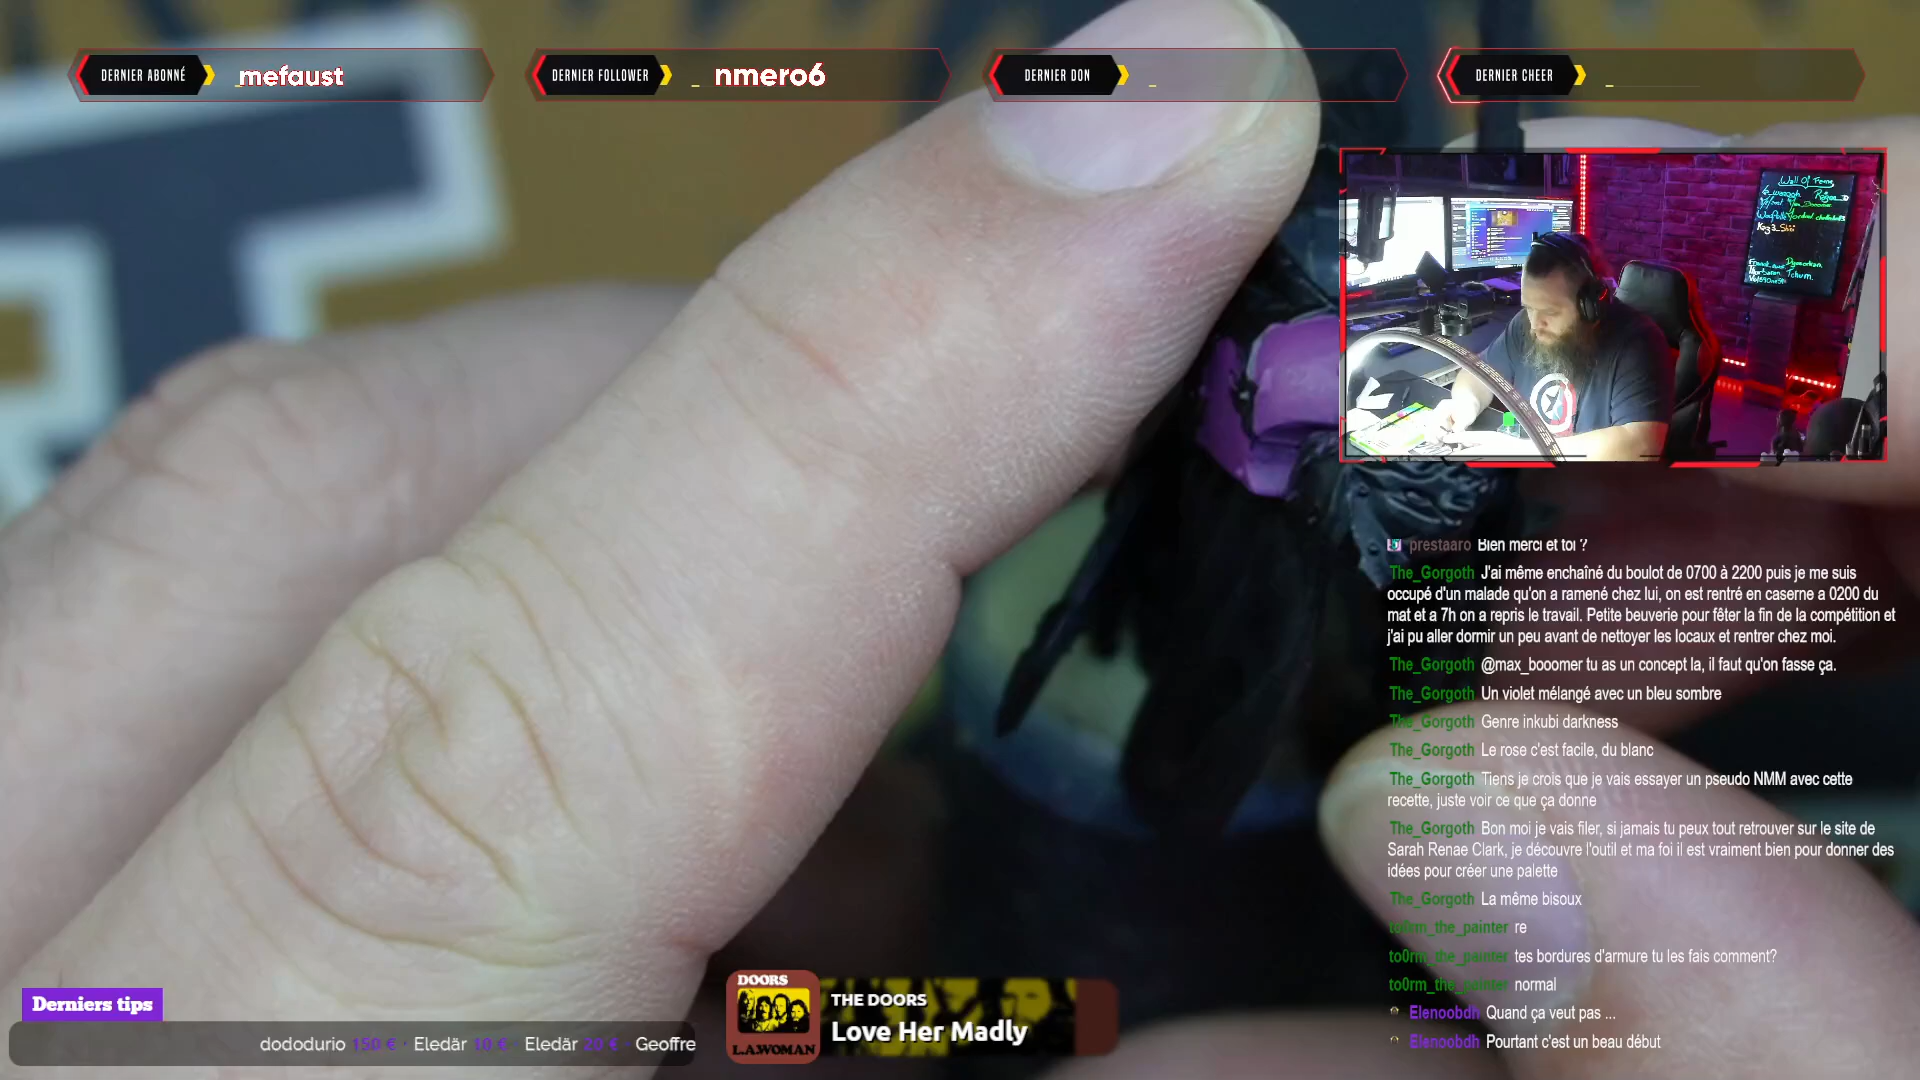 DERNIER ABONNÉ
_mefaust
DERNIER FOLLOWER
_ nmero6
DERNIER DON
_
DERNIER CHEER
_
Wall Of Fame
prestaaro Bien merci et toi ?
The_Gorgoth J'ai même enchaîné du boulot de 0700 à 2200 puis je me suis
occupé d'un malade qu'on a ramené chez lui, on est rentré en caserne a 0200 du
mat et a 7h on a repris le travail. Petite beuverie pour fêter la fin de la compétition et
j'ai pu aller dormir un peu avant de nettoyer les locaux et rentrer chez moi.
The_Gorgoth @max_booomer tu as un concept la, il faut qu'on fasse ça.
The_Gorgoth Un violet mélangé avec un bleu sombre
The_Gorgoth Genre inkubi darkness
The_Gorgoth Le rose c'est facile, du blanc
The_Gorgoth Tiens je crois que je vais essayer un pseudo NMM avec cette
recette, juste voir ce que ça donne
The_Gorgoth Bon moi je vais filer, si jamais tu peux tout retrouver sur le site de
Sarah Renae Clark, je découvre l'outil et ma foi il est vraiment bien pour donner des
idées pour créer une palette
The_Gorgoth La même bisoux
to0rm_the_painter re
to0rm_the_painter tes bordures d'armure tu les fais comment?
to0rm_the_painter normal
Elenoobdh Quand ça veut pas ...
Elenoobdh Pourtant c'est un beau début
Derniers tips
dododurio 150 € · Eledär 10 € · Eledär 20 € · Geoffre
DOORS
L.A.WOMAN
THE DOORS
Love Her Madly